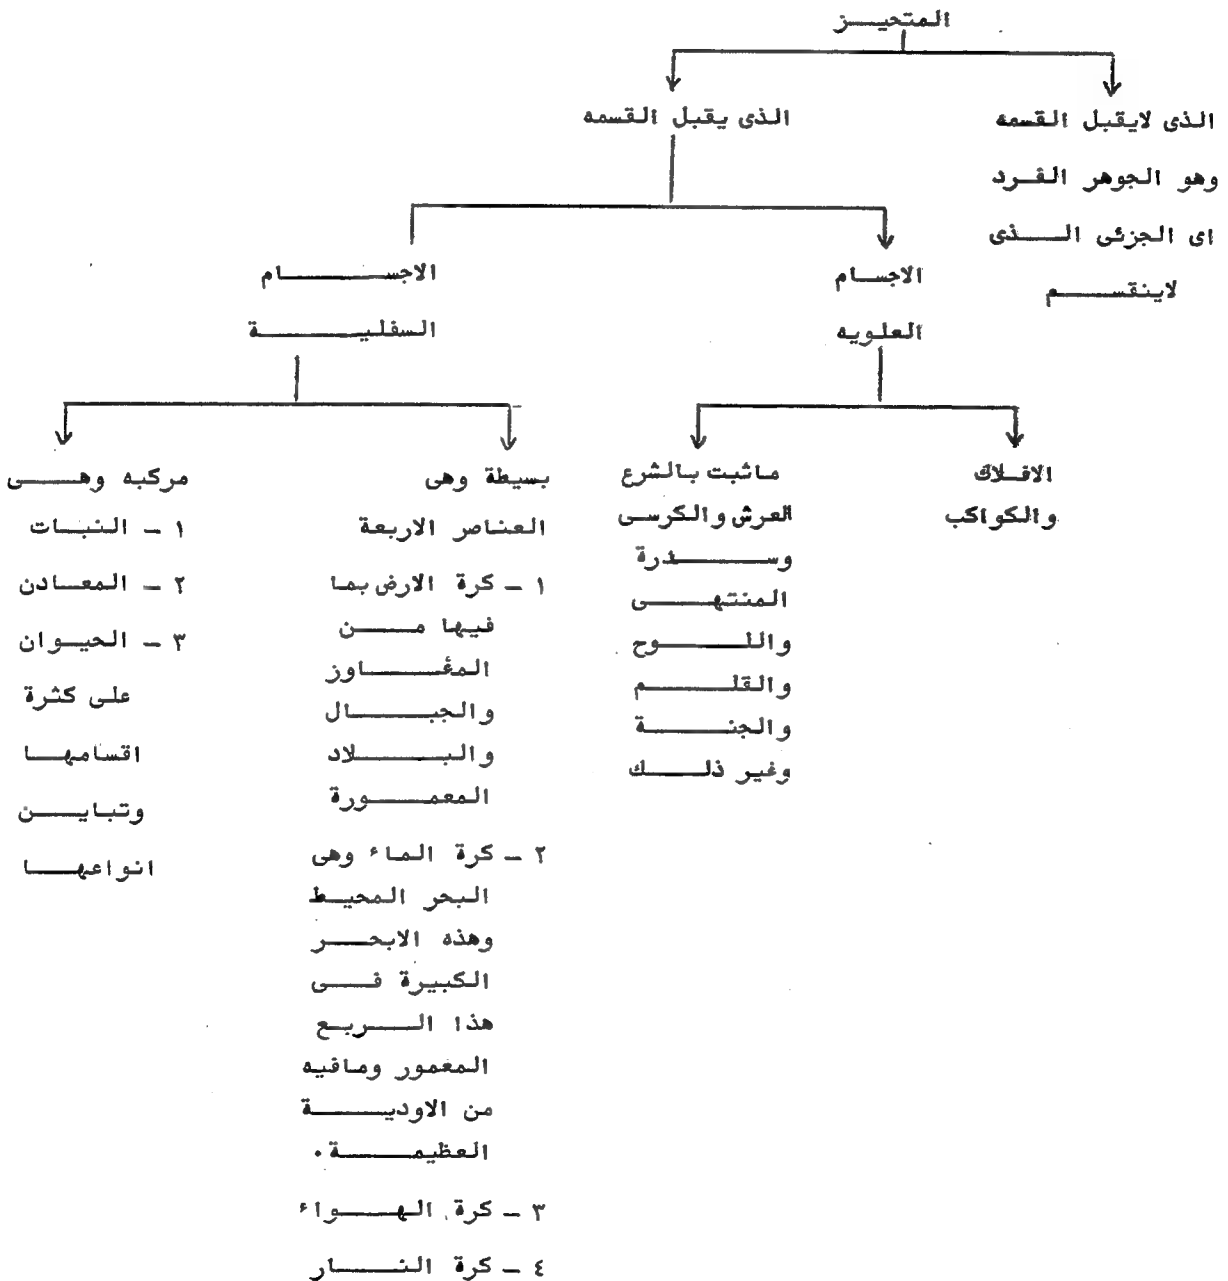 المتحيز
الذى لايقبل القسمه
وهو الجوهر الفرد
اى الجزئى الذى
لاينقسم
الذى يقبل القسمه
الاجسام
العلويه
الافلاك
والكواكب
ماثبت بالشرع
العرش والكرسى
وسدرة
المنتهى
واللوح
والقلم
والجنة
وغير ذلك
الاجسام
السفلية
بسيطة وهى
العناصر الاربعة
١ - كرة الارض بما
فيها من
المغاوز
والجبال
والبلاد
المعمورة
٢ - كرة الماء وهى
البحر المحيط
وهذه الابحر
الكبيرة فى
هذا الربع
المغمور ومافيه
من الاودية
العظيمة.
٣ - كرة الهواء
٤ - كرة النار
مركبه وهى
١ - النبات
٢ - المعادن
٣ - الحيوان
على كثرة
اقسامها
وتباين
انواعها